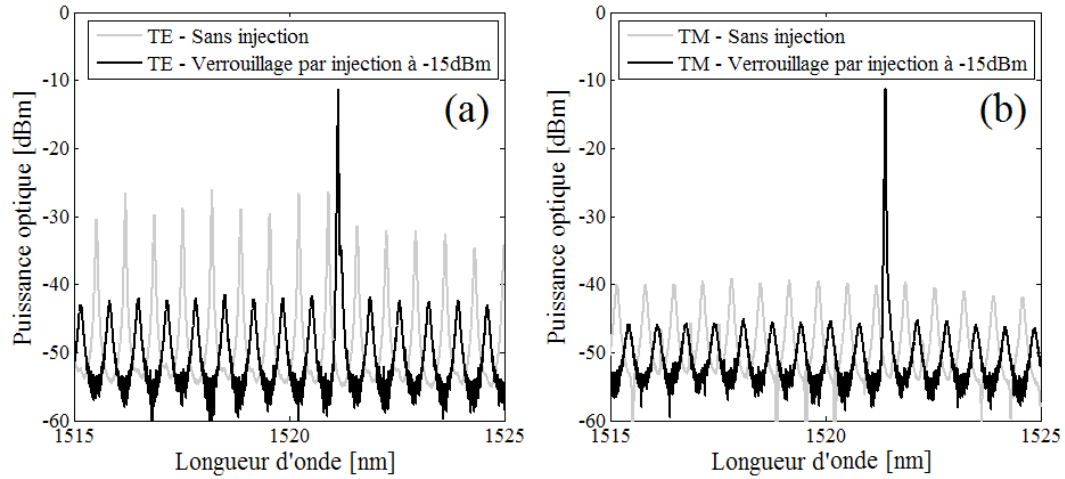 TE - Sans injection
TE - Verrouillage par injection à -15dBm
(a)
0
-10
-20
-30
-40
-50
-60
Puissance optique [dBm]
1515
1520
1525
Longueur d'onde [nm]
TM - Sans injection
TM - Verrouillage par injection à -15dBm
(b)
0
-10
-20
-30
-40
-50
-60
Puissance optique [dBm]
1515
1520
1525
Longueur d'onde [nm]